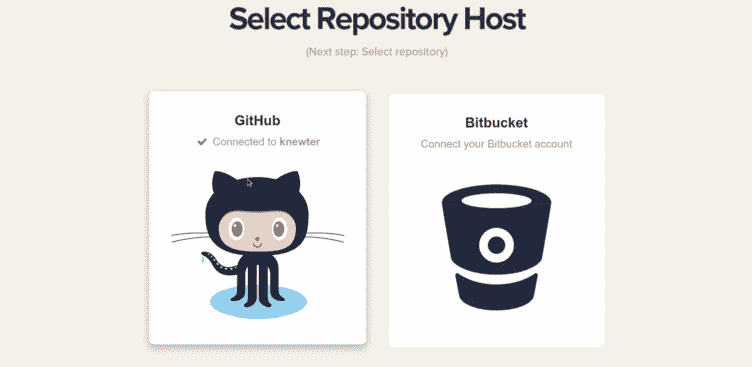 Select Repository Host
(Next step: Select repository)
GitHub
Connected to knewter
Bitbucket
Connect your Bitbucket account